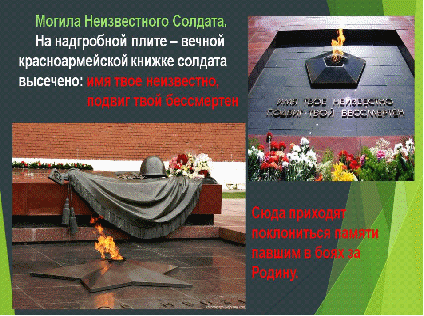 Могила Неизвестного Солдата.
На надгробной плите – вечной
красноармейской книжке солдата
высечено: имя твое неизвестно,
подвиг твой бессмертен
ИМЯ ТВОЕ НЕИЗВЕСТНО
ПОДВИГ ТВОЙ БЕССМЕРТЕН
Сюда приходят
поклониться памяти
павшим в боях за
Родину.